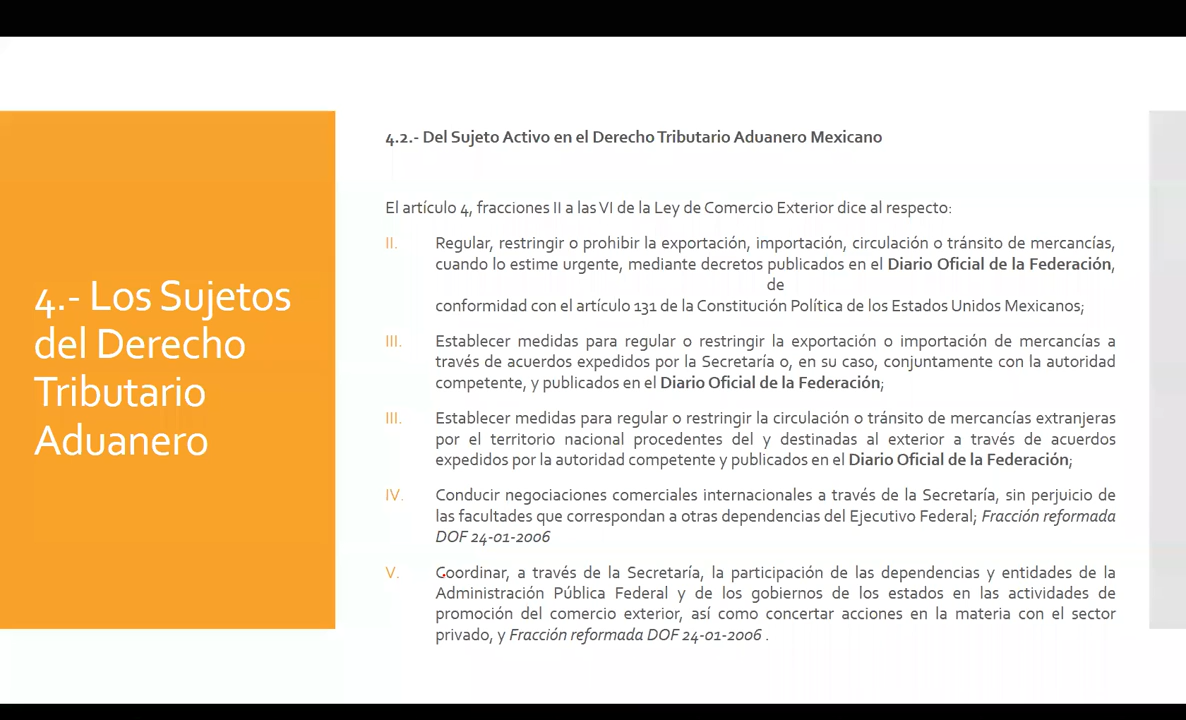 4.- Los Sujetos
del Derecho
Tributario
Aduanero
4.2.- Del Sujeto Activo en el Derecho Tributario Aduanero Mexicano
El artículo 4, fracciones II a las VI de la Ley de Comercio Exterior dice al respecto:
II. Regular, restringir o prohibir la exportación, importación, circulación o tránsito de mercancías,
cuando lo estime urgente, mediante decretos publicados en el Diario Oficial de la Federación,
de
conformidad con el artículo 131 de la Constitución Política de los Estados Unidos Mexicanos;
III. Establecer medidas para regular o restringir la exportación o importación de mercancías a
través de acuerdos expedidos por la Secretaría o, en su caso, conjuntamente con la autoridad
competente, y publicados en el Diario Oficial de la Federación;
III. Establecer medidas para regular o restringir la circulación o tránsito de mercancías extranjeras
por el territorio nacional procedentes del y destinadas al exterior a través de acuerdos
expedidos por la autoridad competente y publicados en el Diario Oficial de la Federación;
IV. Conducir negociaciones comerciales internacionales a través de la Secretaría, sin perjuicio de
las facultades que correspondan a otras dependencias del Ejecutivo Federal; Fracción reformada
DOF 24-01-2006
V. Coordinar, a través de la Secretaría, la participación de las dependencias y entidades de la
Administración Pública Federal y de los gobiernos de los estados en las actividades de
promoción del comercio exterior, así como concertar acciones en la materia con el sector
privado, y Fracción reformada DOF 24-01-2006 .